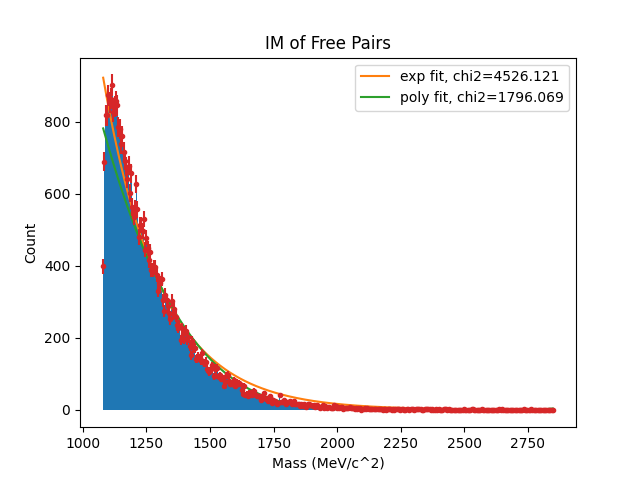 IM of Free Pairs
exp fit, chi2=4526.121
poly fit, chi2=1796.069
Count
800
600
400
200
0
1000 1250 1500 1750 2000 2250 2500 2750
Mass (MeV/c^2)